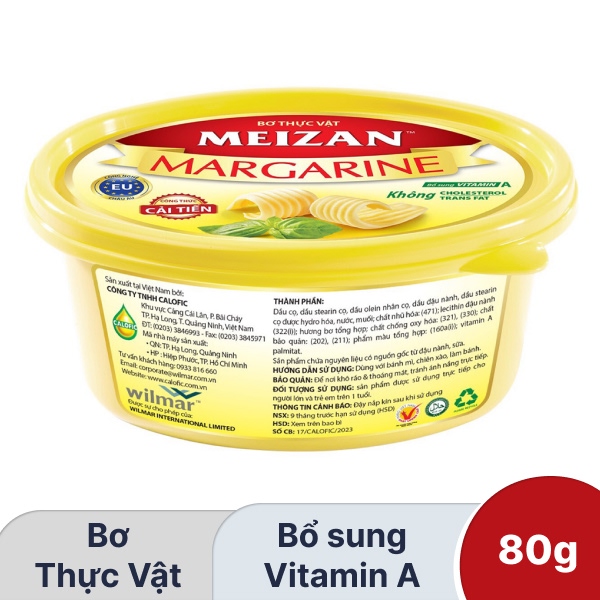 BƠ THỰC VẬT
MEIZAN™
MARGARINE
CÔNG NGHỆ
EU
CHÂU ÂU
CÔNG THỨC
CẢI TIẾN
Bổ sung VITAMIN A
Không CHOLESTEROL
TRANS FAT
Sản xuất tại Việt Nam bởi:
CÔNG TY TNHH CALOFIC
Khu vực Cảng Cái Lân, P. Bãi Cháy
TP. Hạ Long, T. Quảng Ninh, Việt Nam
ĐT: (0203) 3846993 - Fax: (0203) 3845971
CALOFIC
Mã nhà máy sản xuất:
• QN: TP. Hạ Long, Quảng Ninh
• HP : Hiệp Phước, TP. Hồ Chí Minh
Tư vấn khách hàng: 0933 816 660
Email: corporate@wilmar.com.vn
Website: www.calofic.com.vn
wilmar™
Được sự cho phép của:
WILMAR INTERNATIONAL LIMITED
THÀNH PHẦN:
Dầu cọ, dầu stearin cọ, dầu olein nhân cọ, dầu đậu nành, dầu stearin
cọ được hydro hóa, nước, muối; chất nhũ hóa: (471); lecithin đậu nành
(322(i)); hương bơ tổng hợp; chất chống oxy hóa: (321), (330); chất
bảo quản: (202), (211); phẩm màu tổng hợp: (160a(i)); vitamin A
palmitat.
Sản phẩm chứa nguyên liệu có nguồn gốc từ đậu nành, sữa.
HƯỚNG DẪN SỬ DỤNG: Dùng với bánh mì, chiên xào, làm bánh.
BẢO QUẢN: Để nơi khô ráo & thoáng mát, tránh ánh nắng trực tiếp.
ĐỐI TƯỢNG SỬ DỤNG: sản phẩm được sử dụng trực tiếp cho
người lớn và trẻ em trên 1 tuổi.
THÔNG TIN CẢNH BÁO: Đậy nắp kín sau khi sử dụng
NSX: 9 tháng trước hạn sử dụng (HSD)
HSD: Xem trên bao bì
SỐ CB: 17/CALOFIC/2023
Bơ
Thực Vật
Bổ sung
Vitamin A
80g